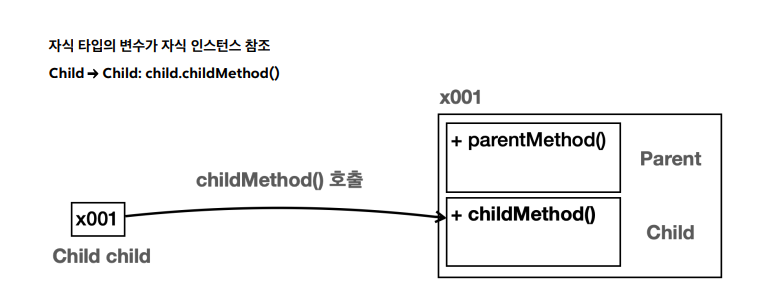 자식 타입의 변수가 자식 인스턴스 참조
Child → Child: child.childMethod()
x001
+ parentMethod()
Parent
childMethod() 호출
x001
+ childMethod()
Child
Child child